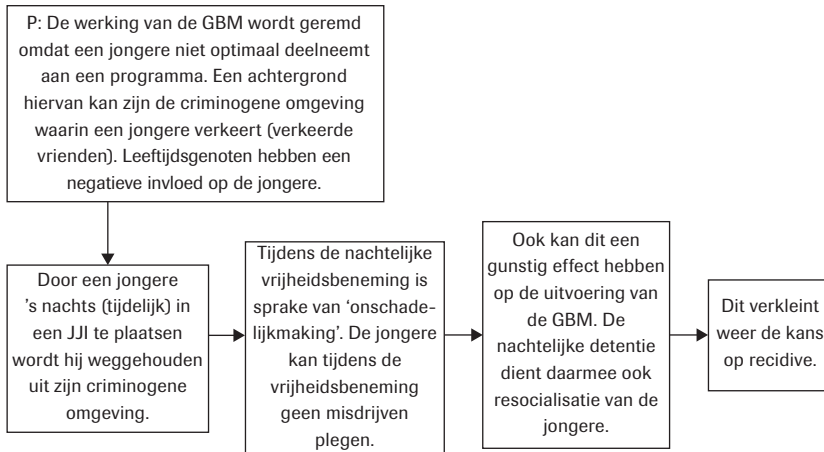 P: De werking van de GBM wordt geremd
omdat een jongere niet optimaal deelneemt
aan een programma. Een achtergrond
hiervan kan zijn de criminogene omgeving
waarin een jongere verkeert (verkeerde
vrienden). Leeftijdsgenoten hebben een
negatieve invloed op de jongere.
Door een jongere
’s nachts (tijdelijk) in
een JJI te plaatsen
wordt hij weggehouden
uit zijn criminogene
omgeving.
Tijdens de nachtelijke
vrijheidsbeneming is
sprake van ‘onschade-
lijkmaking’. De jongere
kan tijdens de
vrijheidsbeneming
geen misdrijven
plegen.
Ook kan dit een
gunstig effect hebben
op de uitvoering van
de GBM. De
nachtelijke detentie
dient daarmee ook
resocialisatie van de
jongere.
Dit verkleint
weer de kans
op recidive.